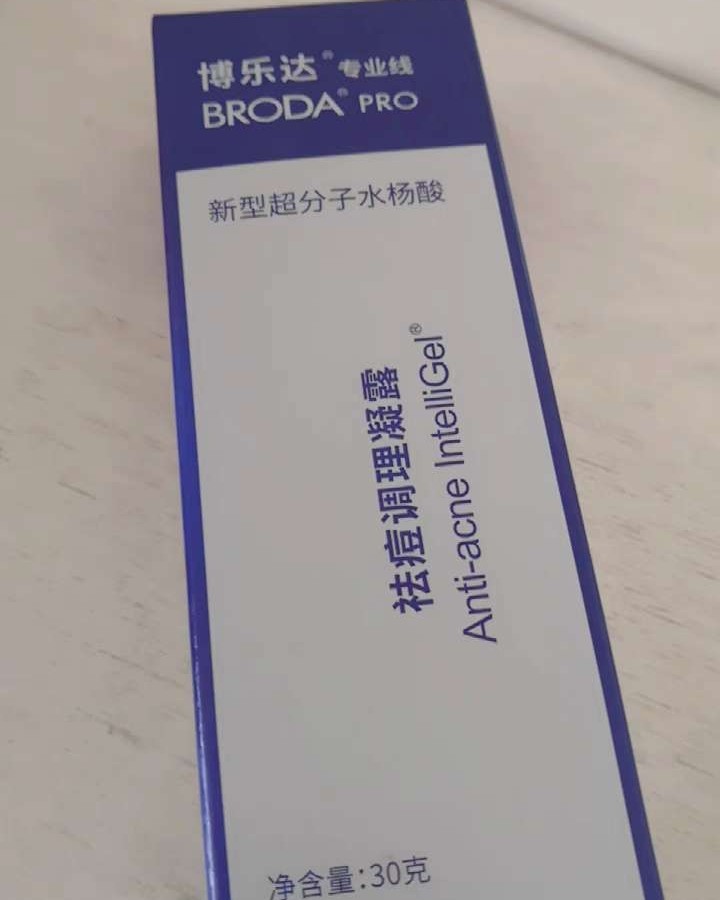 博乐达® 专业线
BRODA® PRO
新型超分子水杨酸
祛痘调理凝露
Anti-acne IntelliGel®
净含量:30克